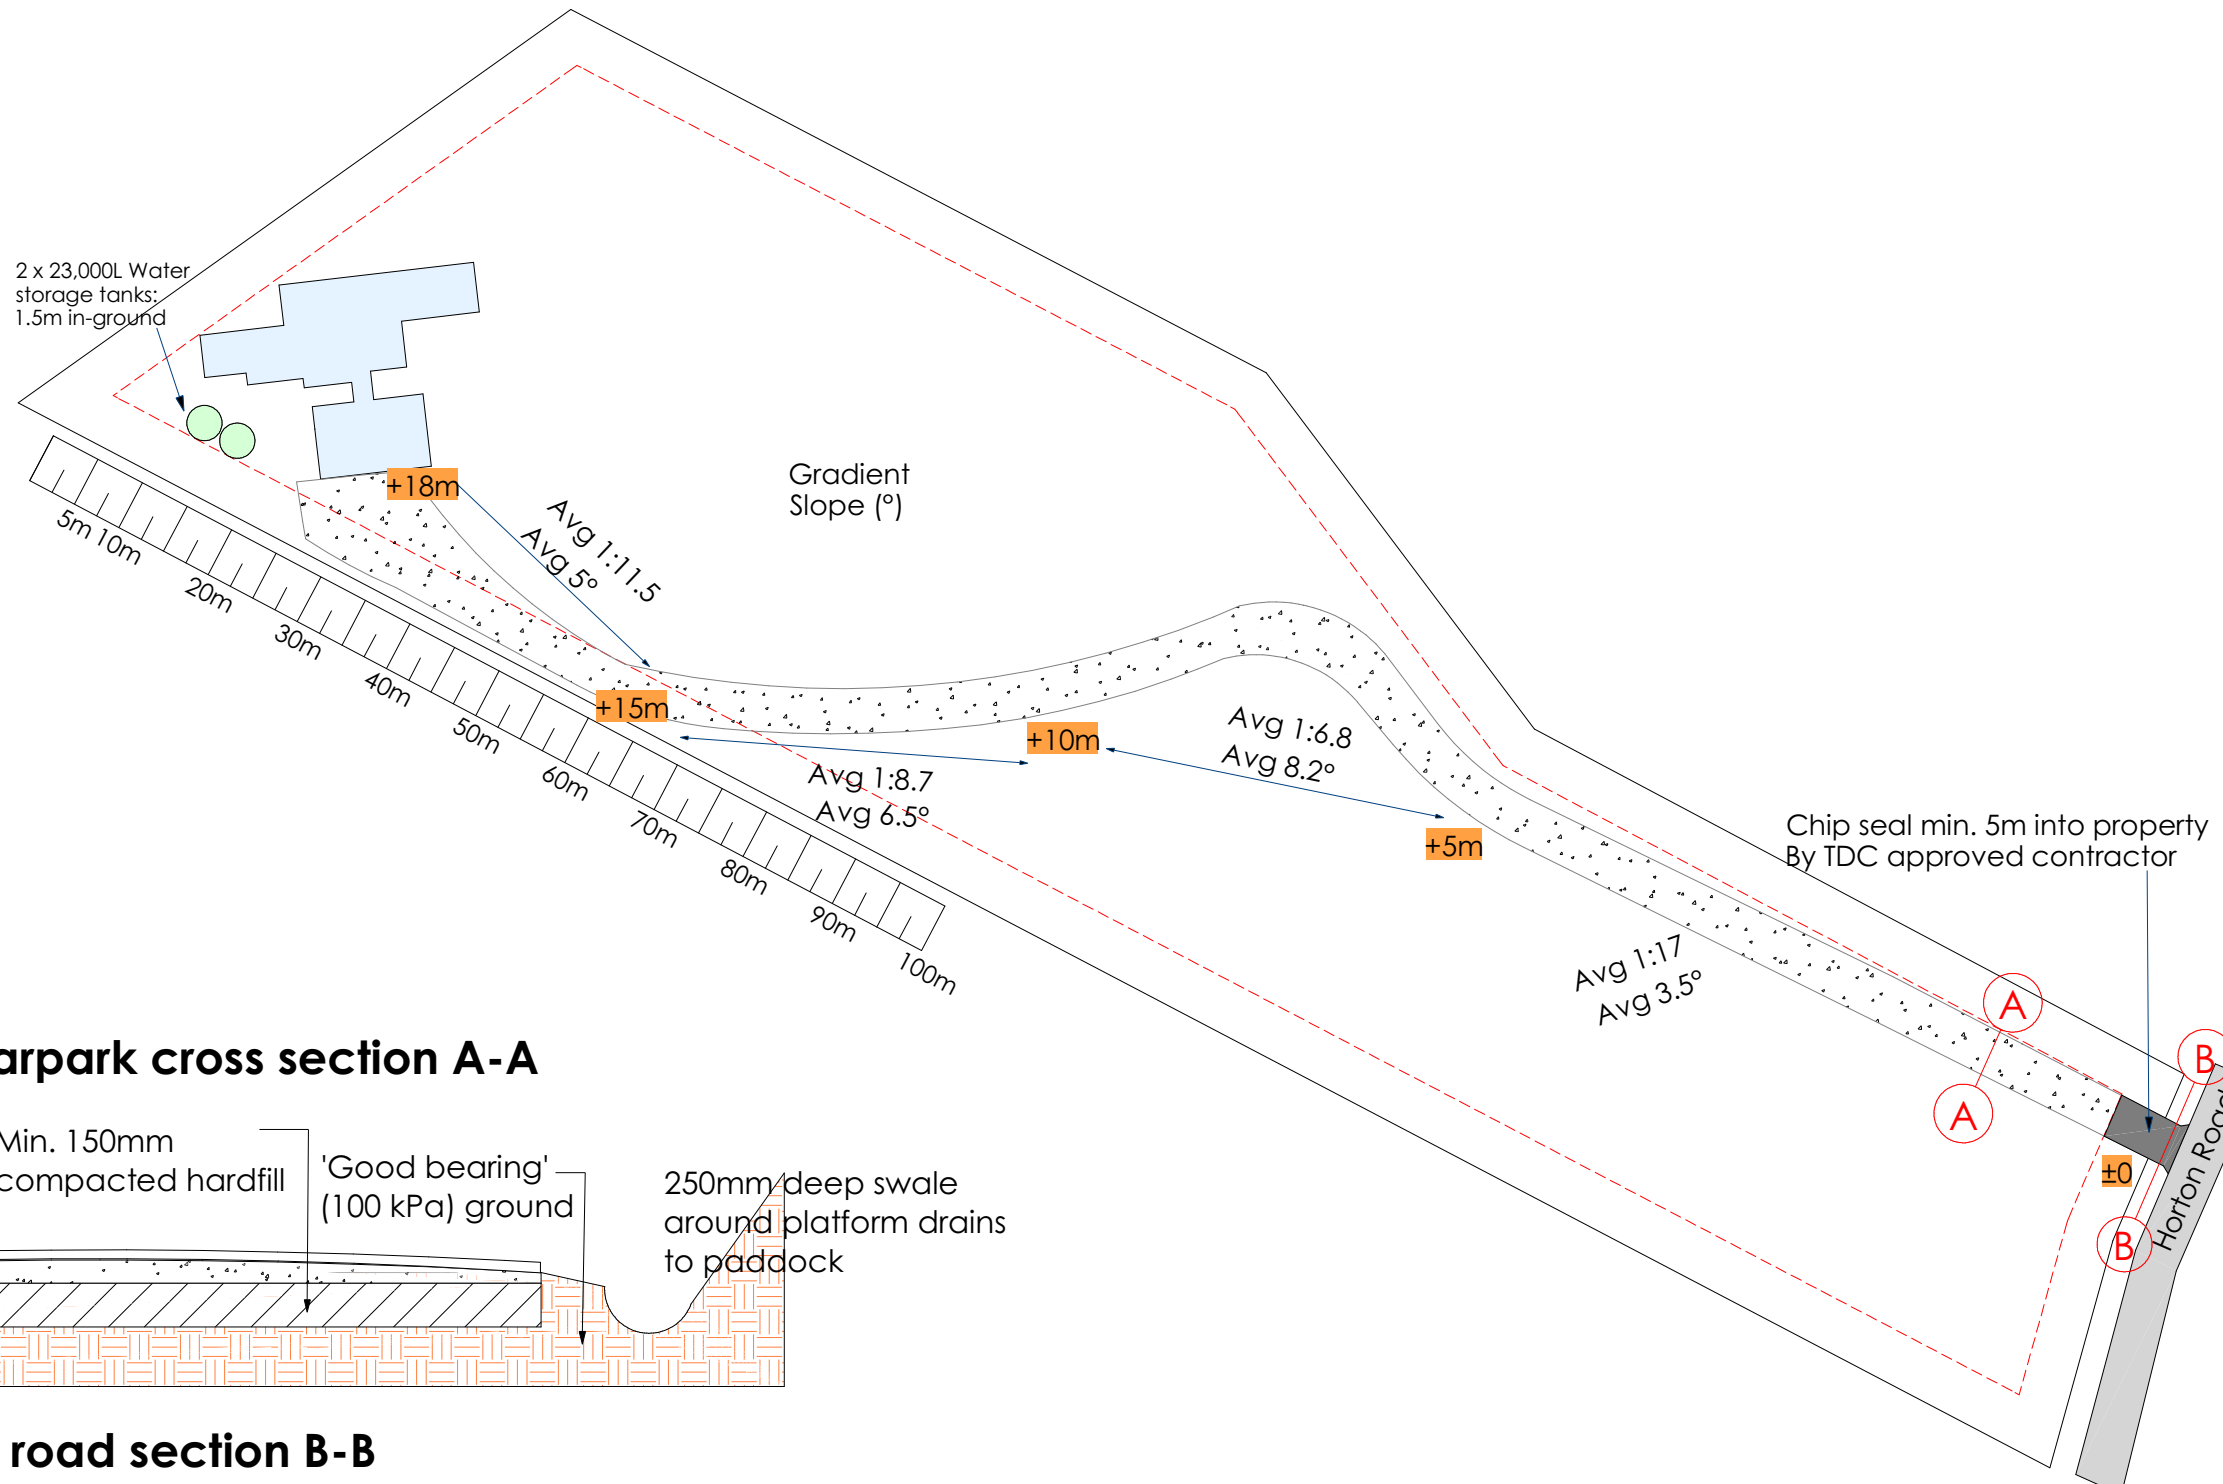 2 x 23,000L Water
storage tanks:
1.5m in-ground
+18m
Avg 1:11.5
Avg 5°
Gradient
Slope (°)
5m 10m
20m
30m
40m
50m
60m
70m
80m
90m
100m
+15m
+10m
Avg 1:8.7
Avg 6.5°
Avg 1:6.8
Avg 8.2°
+5m
Chip seal min. 5m into property
By TDC approved contractor
Avg 1:17
Avg 3.5°
A
A
B
B
±0
Horton Road
arpark cross section A-A
Min. 150mm
compacted hardfill
'Good bearing'
(100 kPa) ground
250mm deep swale
around platform drains
to paddock
road section B-B